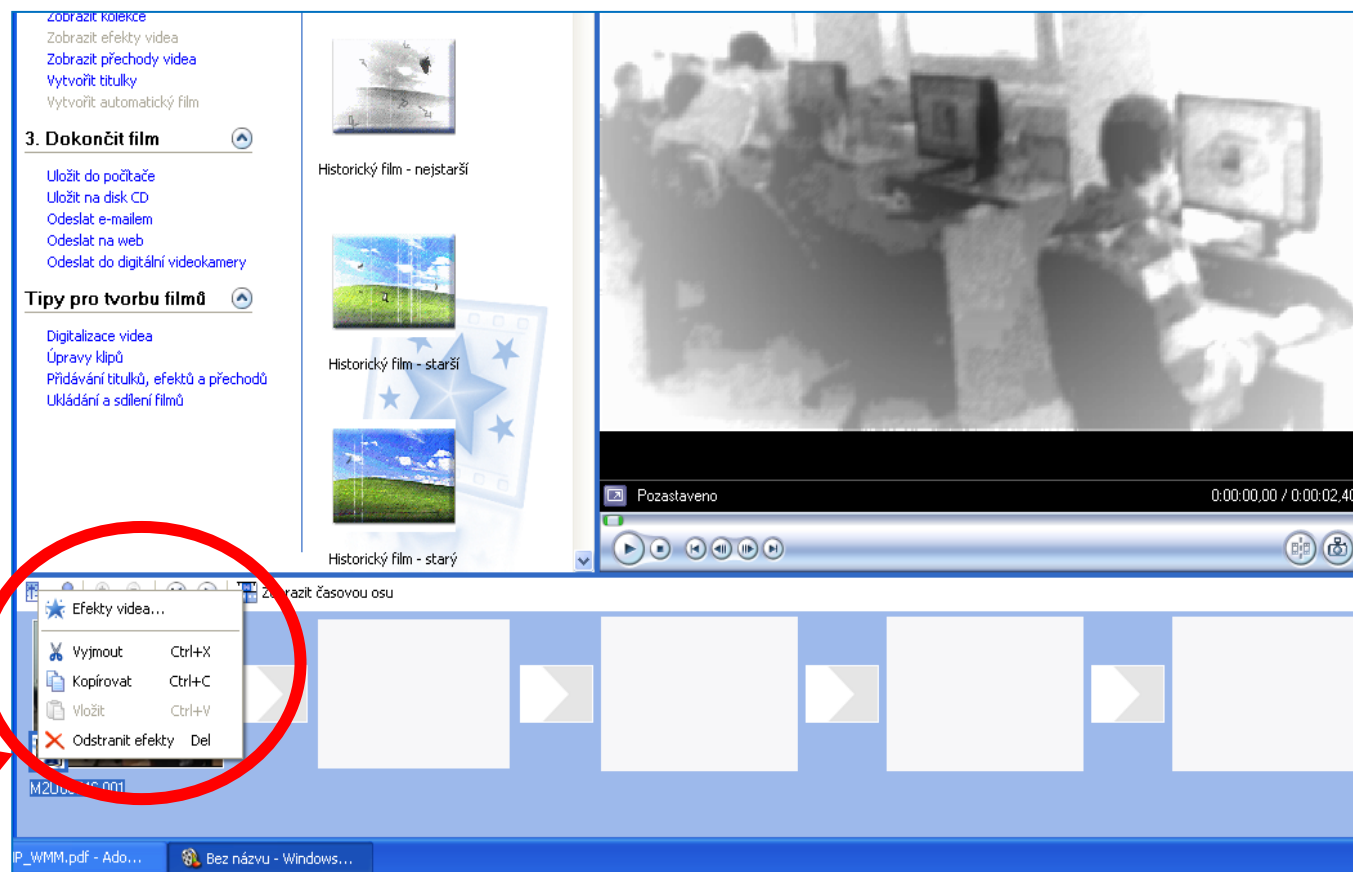 Zobrazit kolekce
Zobrazit efekty videa
Zobrazit přechody videa
Vytvořit titulky
Vytvořit automatický film
3. Dokončit film
Uložit do počítače
Uložit na disk CD
Odeslat e-mailem
Odeslat na web
Odeslat do digitální videokamery
Tipy pro tvorbu filmů
Digitalizace videa
Úpravy klipů
Přidávání titulků, efektů a přechodů
Ukládání a sdílení filmů
Historický film - nejstarší
Historický film - starší
Historický film - starý
Pozastaveno
0:00:00,00 / 0:00:02,40
Zobrazit časovou osu
Efekty videa...
Vyjmout Ctrl+X
Kopírovat Ctrl+C
Vložit Ctrl+V
Odstranit efekty Del
IP_WMM.pdf - Ado...
Bez názvu - Windows...